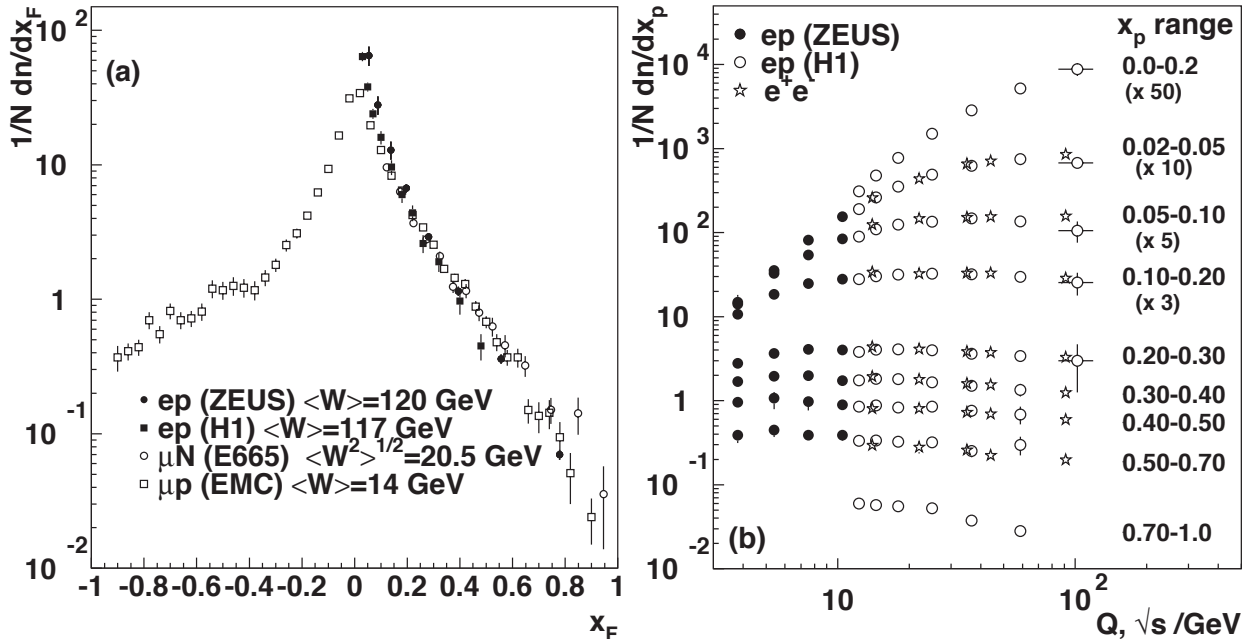 1/N dn/dx_F
(a)
10^2
10
1
10^-1
10^-2
ep (ZEUS) <W>=120 GeV
ep (H1) <W>=117 GeV
μN (E665) <W^2>^1/2=20.5 GeV
μp (EMC) <W>=14 GeV
-1 -0.8 -0.6 -0.4 -0.2 0 0.2 0.4 0.6 0.8 1
x_F
1/N dn/dx_p
10^5
10^4
10^3
10^2
10
1
10^-1
10^-2
ep (ZEUS)
ep (H1)
e^+e^-
x_p range
0.0-0.2
(x 50)
0.02-0.05
(x 10)
0.05-0.10
(x 5)
0.10-0.20
(x 3)
0.20-0.30
0.30-0.40
0.40-0.50
0.50-0.70
0.70-1.0
(b)
10 10^2
Q, √s /GeV